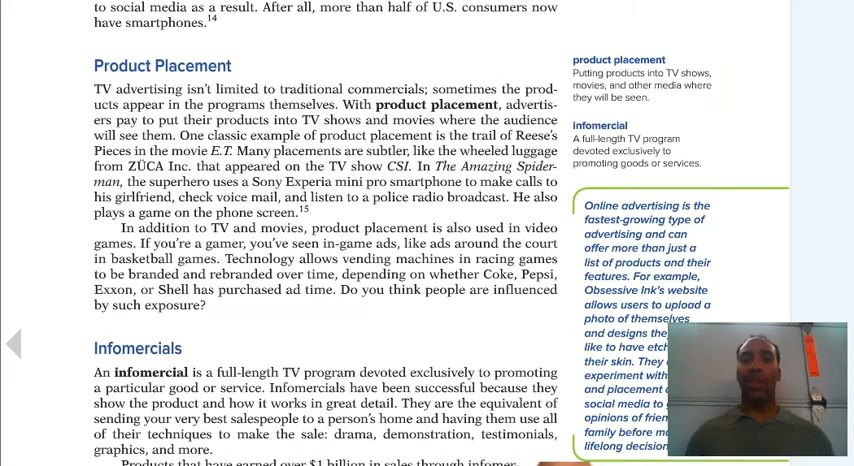 to social media as a result. After all, more than half of U.S. consumers now
have smartphones.14
Product Placement
TV advertising isn't limited to traditional commercials; sometimes the prod-
ucts appear in the programs themselves. With product placement, advertis-
ers pay to put their products into TV shows and movies where the audience
will see them. One classic example of product placement is the trail of Reese's
Pieces in the movie E.T. Many placements are subtler, like the wheeled luggage
from ZÜCA Inc. that appeared on the TV show CSI. In The Amazing Spider-
man, the superhero uses a Sony Experia mini pro smartphone to make calls to
his girlfriend, check voice mail, and listen to a police radio broadcast. He also
plays a game on the phone screen.15
In addition to TV and movies, product placement is also used in video
games. If you're a gamer, you've seen in-game ads, like ads around the court
in basketball games. Technology allows vending machines in racing games
to be branded and rebranded over time, depending on whether Coke, Pepsi,
Exxon, or Shell has purchased ad time. Do you think people are influenced
by such exposure?
Infomercials
An infomercial is a full-length TV program devoted exclusively to promoting
a particular good or service. Infomercials have been successful because they
show the product and how it works in great detail. They are the equivalent of
sending your very best salespeople to a person's home and having them use all
of their techniques to make the sale: drama, demonstration, testimonials,
graphics, and more.
Products that have earned over $1 billion in sales through infomer-
product placement
Putting products into TV shows,
movies, and other media where
they will be seen.
infomercial
A full-length TV program
devoted exclusively to
promoting goods or services.
Online advertising is the
fastest-growing type of
advertising and can
offer more than just a
list of products and their
features. For example,
Obsessive Ink's website
allows users to upload a
photo of themselves
and designs
like to have
their skin. They
experiment with
and placement
social media to
opinions of
family before
lifelong